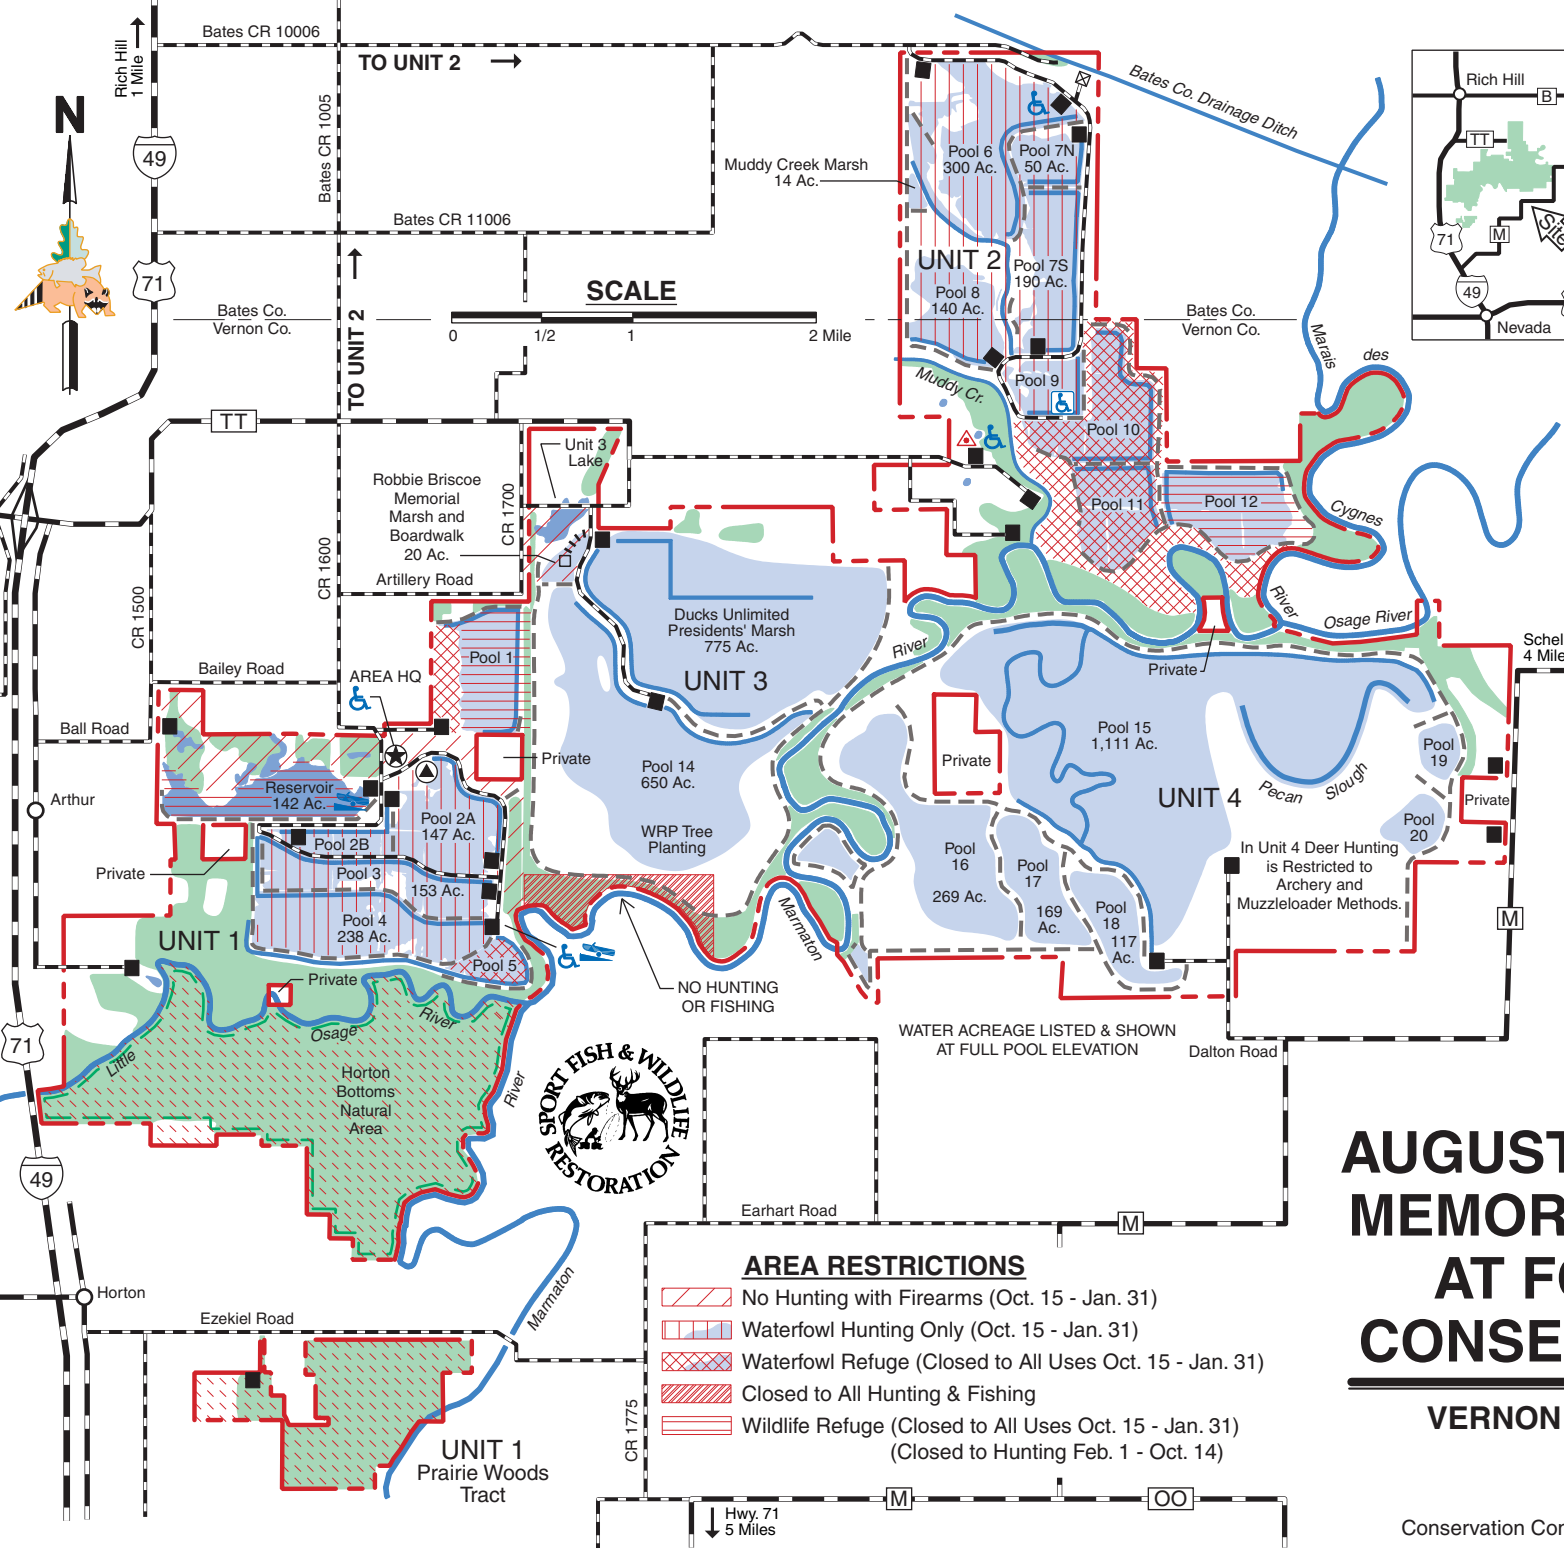 Bates CR 10006
Rich Hill
1 Mile
TO UNIT 2
N
49
Bates CR 1005
Bates Co. Drainage Ditch
Rich Hill
B
TT
71
M
Site
49
Nevada
Muddy Creek Marsh
14 Ac.
Pool 6
300 Ac.
Pool 7N
50 Ac.
Bates CR 11006
71
TO UNIT 2
UNIT 2
Pool 7S
190 Ac.
Pool 8
140 Ac.
SCALE
0
1/2
1
2 Mile
Bates Co.
Vernon Co.
Bates Co.
Vernon Co.
Marais
des
Cygnes
River
Muddy Cr.
Pool 9
Pool 10
Pool 11
Pool 12
TT
Unit 3
Lake
Robbie Briscoe
Memorial
Marsh and
Boardwalk
20 Ac.
CR 1700
CR 1600
Artillery Road
CR 1500
Ducks Unlimited
Presidents' Marsh
775 Ac.
UNIT 3
River
Osage River
Private
Schel
4 Mile
Bailey Road
AREA HQ
Pool 1
Ball Road
Private
Pool 14
650 Ac.
WRP Tree
Planting
Private
Pool 15
1,111 Ac.
UNIT 4
Pecan
Slough
Pool
19
Private
Pool
20
Arthur
Reservoir
142 Ac.
Pool 2A
147 Ac.
Pool 2B
Pool 3
153 Ac.
Private
Pool 4
238 Ac.
UNIT 1
Pool 5
Pool
16
269 Ac.
Pool
17
169
Ac.
Pool
18
117
Ac.
In Unit 4 Deer Hunting
is Restricted to
Archery and
Muzzleloader Methods.
M
Marmaton
Private
NO HUNTING
OR FISHING
WATER ACREAGE LISTED & SHOWN
AT FULL POOL ELEVATION
Dalton Road
71
Little
Osage
River
River
Horton
Bottoms
Natural
Area
SPORT FISH & WILDLIFE
RESTORATION
49
Earhart Road
M
AUGUST
MEMOR
AT FO
CONSE
VERNON
Horton
Ezekiel Road
Marmaton
AREA RESTRICTIONS
No Hunting with Firearms (Oct. 15 - Jan. 31)
Waterfowl Hunting Only (Oct. 15 - Jan. 31)
Waterfowl Refuge (Closed to All Uses Oct. 15 - Jan. 31)
Closed to All Hunting & Fishing
Wildlife Refuge (Closed to All Uses Oct. 15 - Jan. 31)
(Closed to Hunting Feb. 1 - Oct. 14)
CR 1775
UNIT 1
Prairie Woods
Tract
M
OO
Hwy. 71
5 Miles
Conservation Co